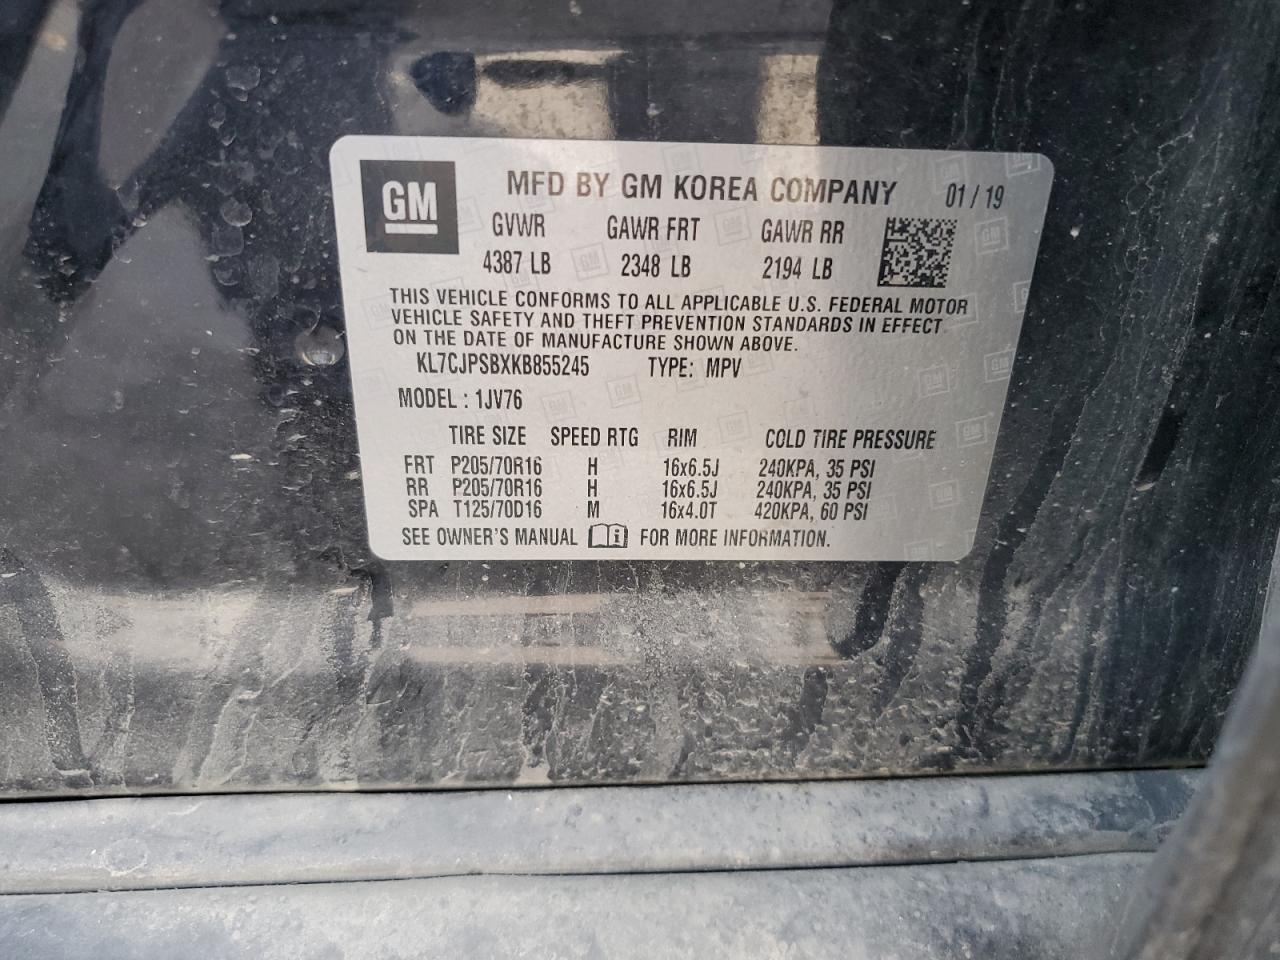 GM MFD BY GM KOREA COMPANY 01 / 19
GVWR GAWR FRT GAWR RR
4387 LB 2348 LB 2194 LB
THIS VEHICLE CONFORMS TO ALL APPLICABLE U.S. FEDERAL MOTOR
VEHICLE SAFETY AND THEFT PREVENTION STANDARDS IN EFFECT
ON THE DATE OF MANUFACTURE SHOWN ABOVE.
KL7CJPSBXKB855245 TYPE: MPV
MODEL : 1JV76
TIRE SIZE SPEED RTG RIM COLD TIRE PRESSURE
FRT P205/70R16 H 16x6.5J 240KPA, 35 PSI
RR P205/70R16 H 16x6.5J 240KPA, 35 PSI
SPA T125/70D16 M 16x4.0T 420KPA, 60 PSI
SEE OWNER'S MANUAL FOR MORE INFORMATION.